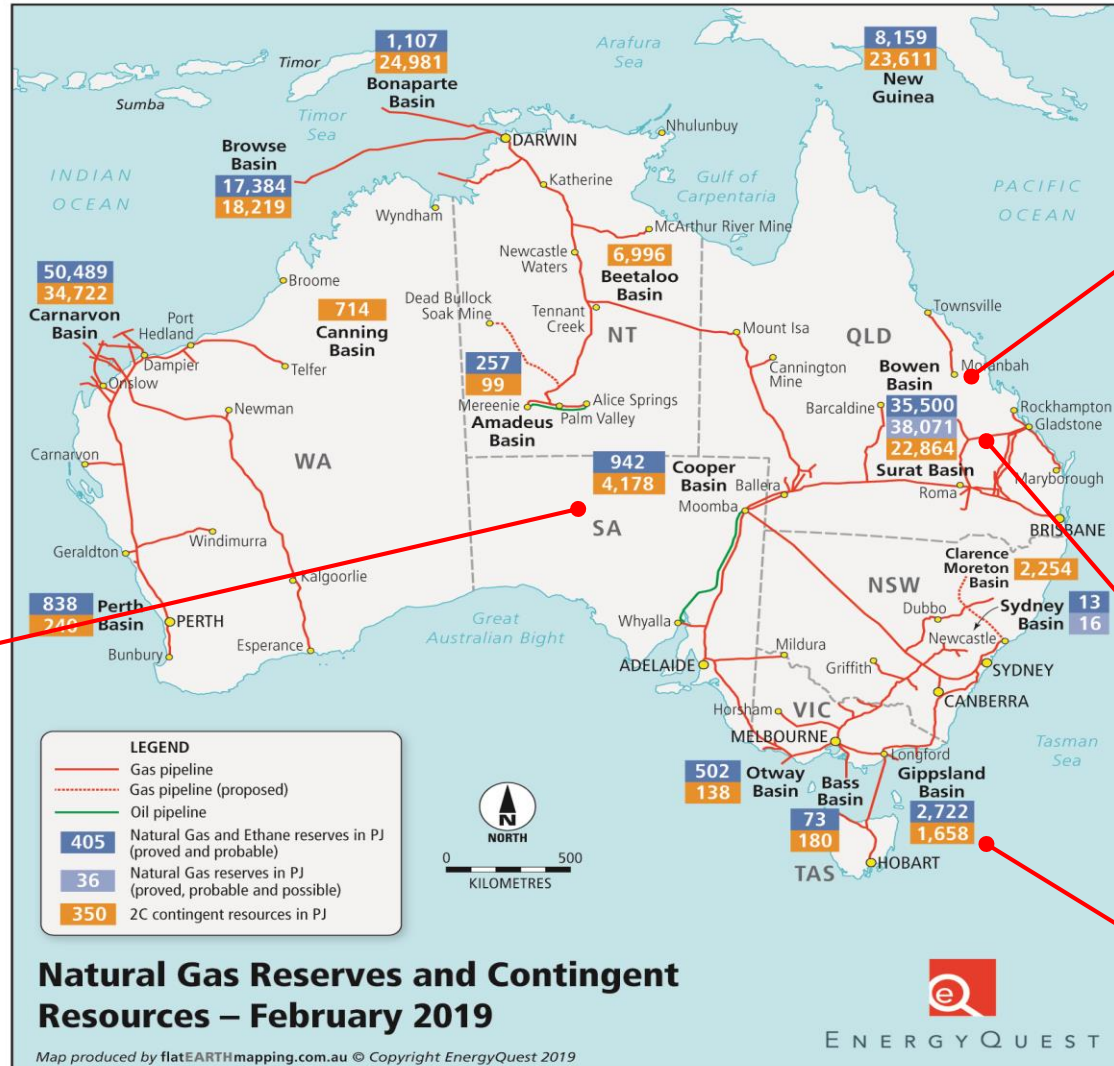 1,107
24,981
Bonaparte
Basin
Timor
Sumba
Timor
Sea
Arafura
Sea
8,159
23,611
New
Guinea
Browse
Basin
17,384
18,219
INDIAN
OCEAN
DARWIN
Nhulunbuy
Katherine
Gulf of
Carpentaria
PACIFIC
OCEAN
Wyndham
McArthur River Mine
Newcastle
Waters
6,996
Beetaloo
Basin
50,489
34,722
Carnarvon
Basin
Broome
Port
Hedland
Dampier
Onslow
714
Canning
Basin
Telfer
Dead Bullock
Soak Mine
Tennant
Creek
NT
Townsville
Mount Isa
QLD
Cannington
Mine
Bowen
Basin
Moranbah
257
99
Mereenie
Alice Springs
Palm Valley
Amadeus
Basin
Barcaldine
35,500
38,071
22,864
Surat Basin
Rockhampton
Gladstone
Maryborough
Newman
Carnarvon
WA
942
4,178
Cooper
Basin
Ballera
Moomba
Roma
BRISBANE
SA
Windimurra
Geraldton
Kalgoorlie
838
240
Perth
Basin
PERTH
Bunbury
Esperance
Great
Australian Bight
Whyalla
ADELAIDE
NSW
Clarence
Moreton
Basin
2,254
Dubbo
Sydney
Basin
13
16
Newcastle
Mildura
Griffith
SYDNEY
CANBERRA
Horsham
VIC
MELBOURNE
Longford
Tasman
Sea
502
138
Otway
Basin
Bass
Basin
73
180
Gippsland
Basin
2,722
1,658
TAS
HOBART
LEGEND
Gas pipeline
Gas pipeline (proposed)
Oil pipeline
405 Natural Gas and Ethane reserves in PJ
(proved and probable)
36 Natural Gas reserves in PJ
(proved, probable and possible)
350 2C contingent resources in PJ
N
NORTH
0 500
KILOMETRES
Natural Gas Reserves and Contingent
Resources – February 2019
Map produced by flatEARTHmapping.com.au © Copyright EnergyQuest 2019
e
ENERGYQUEST